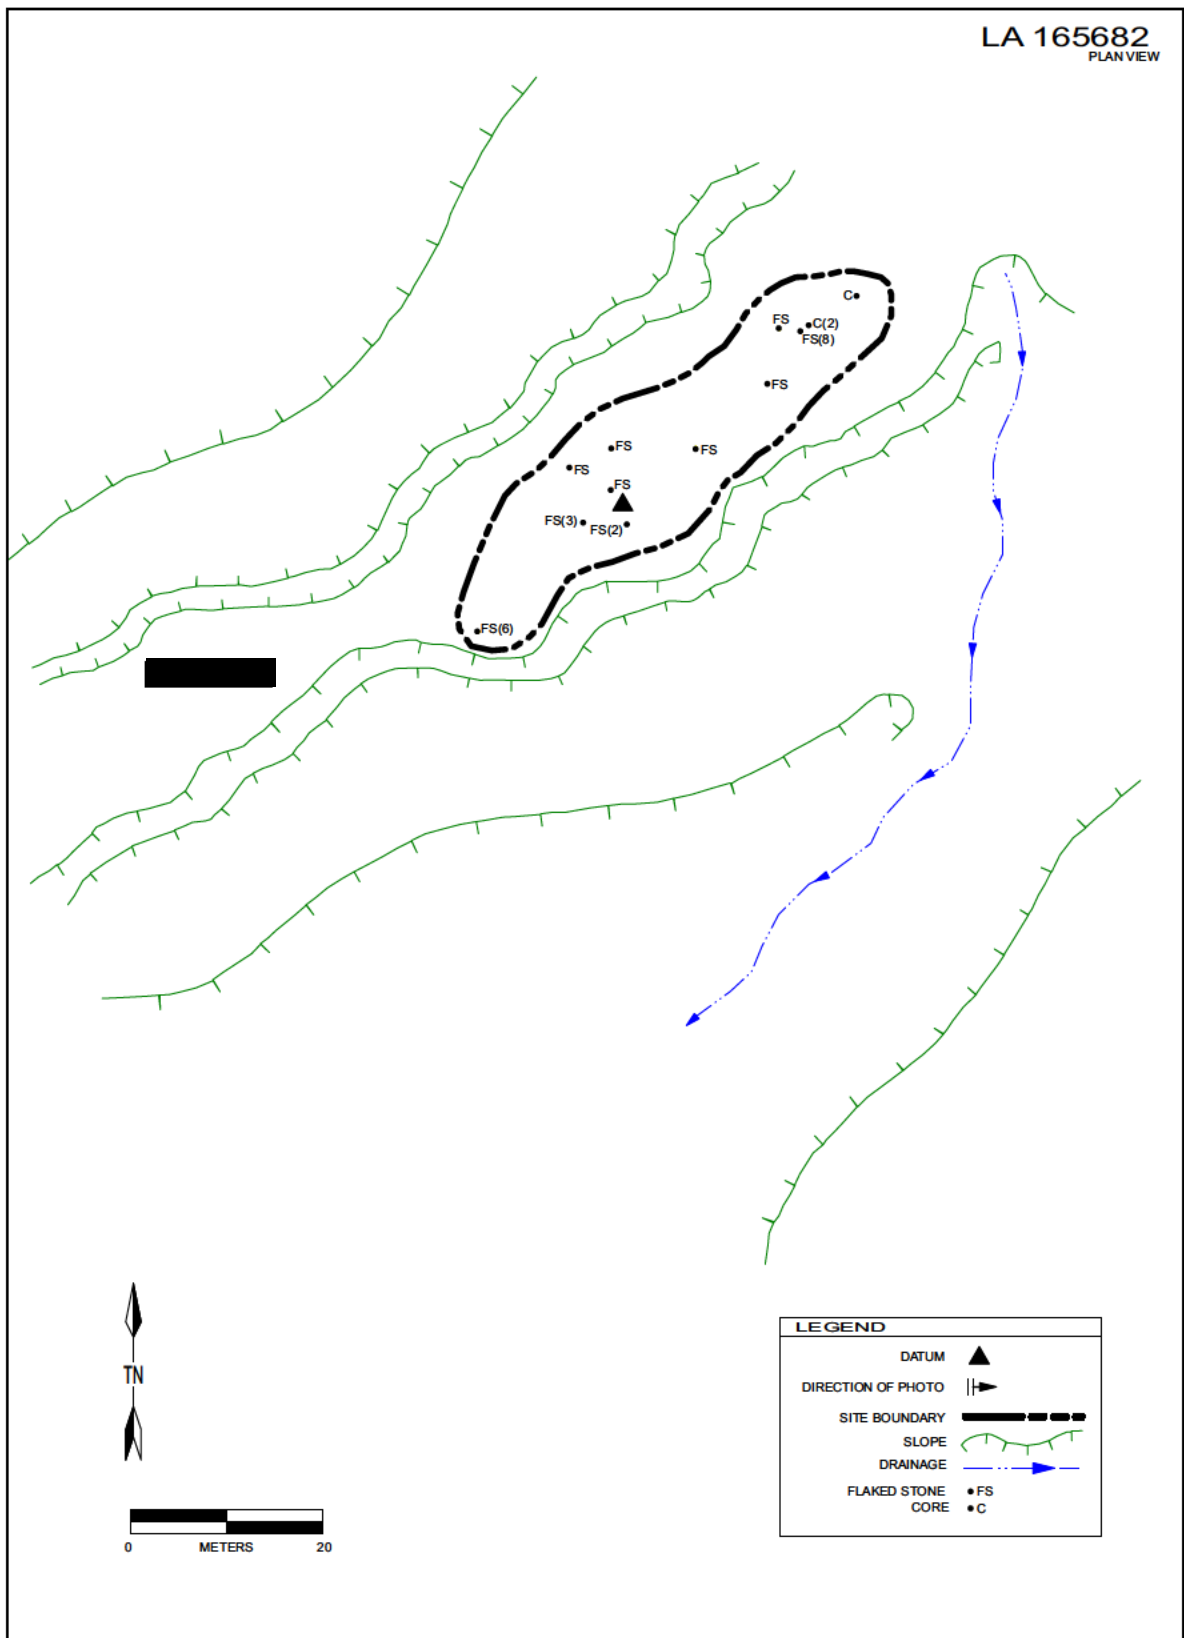 LA 165682
PLAN VIEW
C
FS
C(2)
FS(8)
FS
FS
FS
FS
FS
FS(3)
FS(2)
FS(6)
TN
0 METERS 20
LEGEND
DATUM
DIRECTION OF PHOTO
SITE BOUNDARY
SLOPE
DRAINAGE
FLAKED STONE FS
CORE C